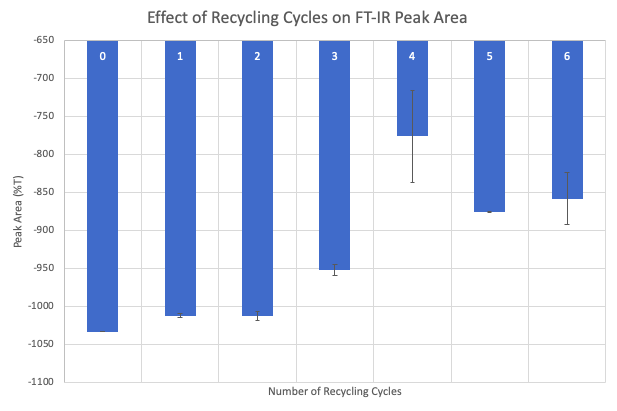 Effect of Recycling Cycles on FT-IR Peak Area
-650
0 1 2 3 4 5 6
-700
-750
-800
-850
-900
-950
-1000
-1050
-1100
Peak Area (%T)
Number of Recycling Cycles